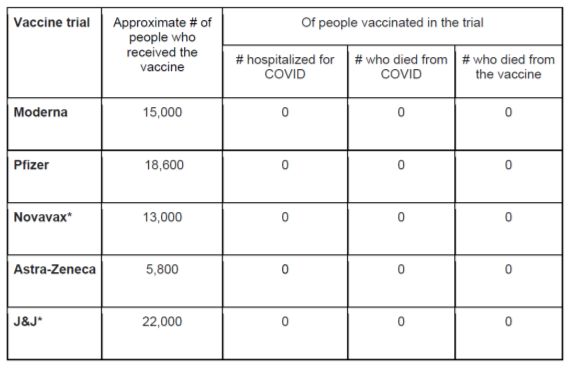 Vaccine trial
Approximate # of
people who
received the
vaccine
Of people vaccinated in the trial
# hospitalized for
COVID
# who died from
COVID
# who died from
the vaccine
Moderna 15,000 0 0 0
Pfizer 18,600 0 0 0
Novavax* 13,000 0 0 0
Astra-Zeneca 5,800 0 0 0
J&J* 22,000 0 0 0